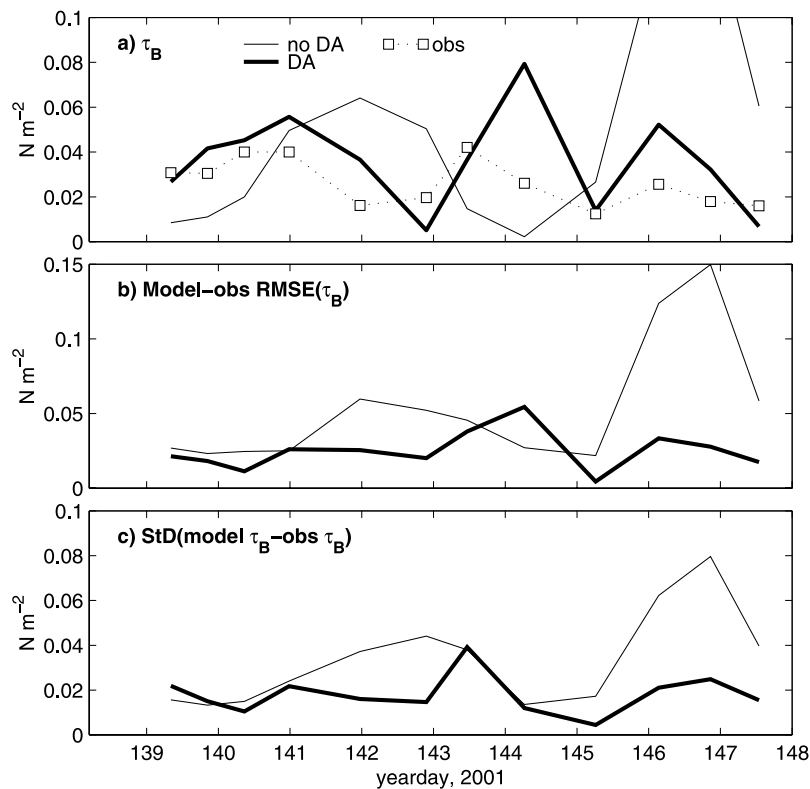 a) τB
no DA
obs
DA
0.1
0.08
0.06
0.04
0.02
0
N m−2
b) Model−obs RMSE(τB)
0.15
0.1
0.05
0
N m−2
c) StD(model τB−obs τB)
0.1
0.08
0.06
0.04
0.02
0
N m−2
139 140 141 142 143 144 145 146 147 148
yearday, 2001